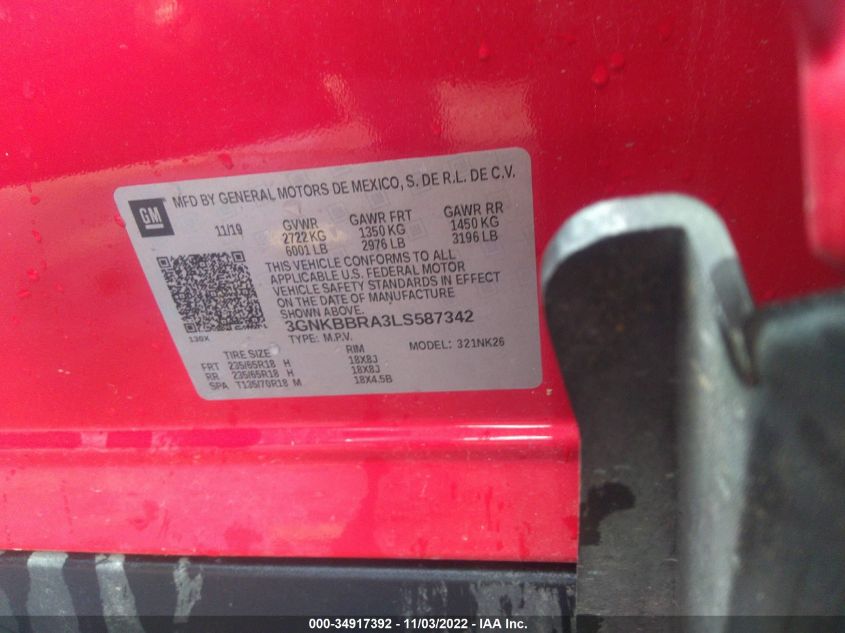 MFD BY GENERAL MOTORS DE MEXICO, S. DE R.L. DE C.V.
GM
11/19 GVWR GAWR FRT GAWR RR
2722 KG 1350 KG 1450 KG
6001 LB 2976 LB 3196 LB
THIS VEHICLE CONFORMS TO ALL
APPLICABLE U.S. FEDERAL MOTOR
VEHICLE SAFETY STANDARDS IN EFFECT
ON THE DATE OF MANUFACTURE
SHOWN ABOVE.
3GNKBBRA3LS587342
TYPE: M.P.V. MODEL: 321NK26
130X
TIRE SIZE RIM
FRT 235/65R18 H 18X8J
RR 235/65R18 H 18X8J
SPA T135/70R18 M 18X4.5B
000-34917392 - 11/03/2022 - IAA Inc.